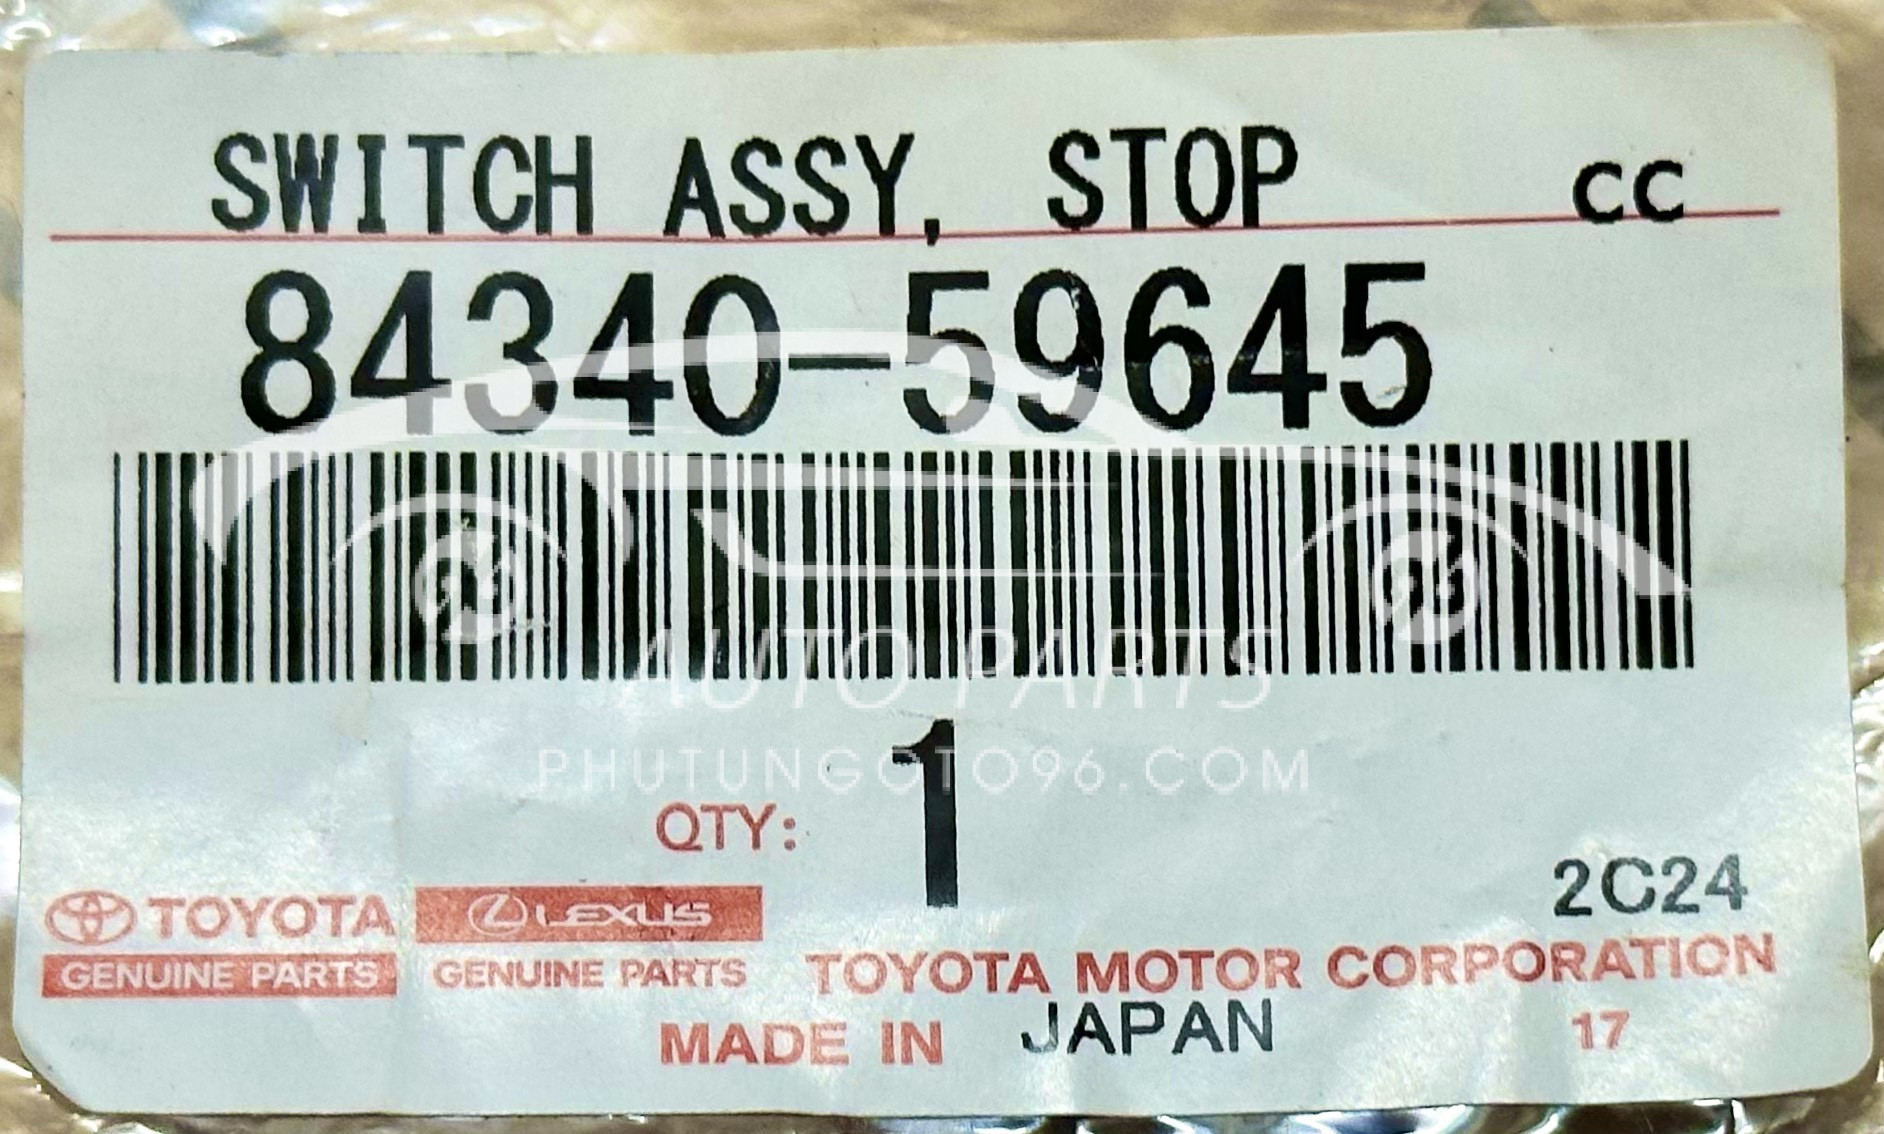 SWITCH ASSY, STOP CC
84340-59645
AUTO PARTS
PHUTUNGOTO96.COM
QTY: 1
2C24
TOYOTA LEXUS
GENUINE PARTS GENUINE PARTS TOYOTA MOTOR CORPORATION
MADE IN JAPAN 17